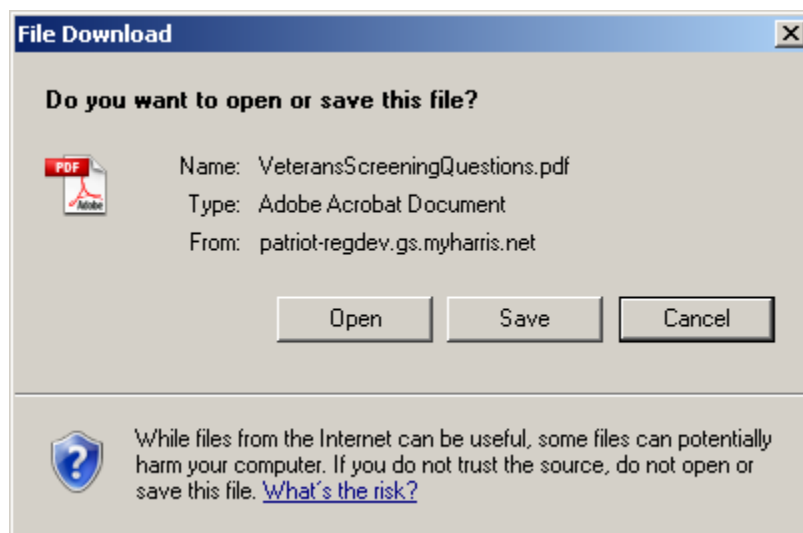 File Download
Do you want to open or save this file?
PDF
Adobe
Name: VeteransScreeningQuestions.pdf
Type: Adobe Acrobat Document
From: patriot-regdev.gs.myharris.net
Open Save Cancel
While files from the Internet can be useful, some files can potentially
harm your computer. If you do not trust the source, do not open or
save this file. What's the risk?